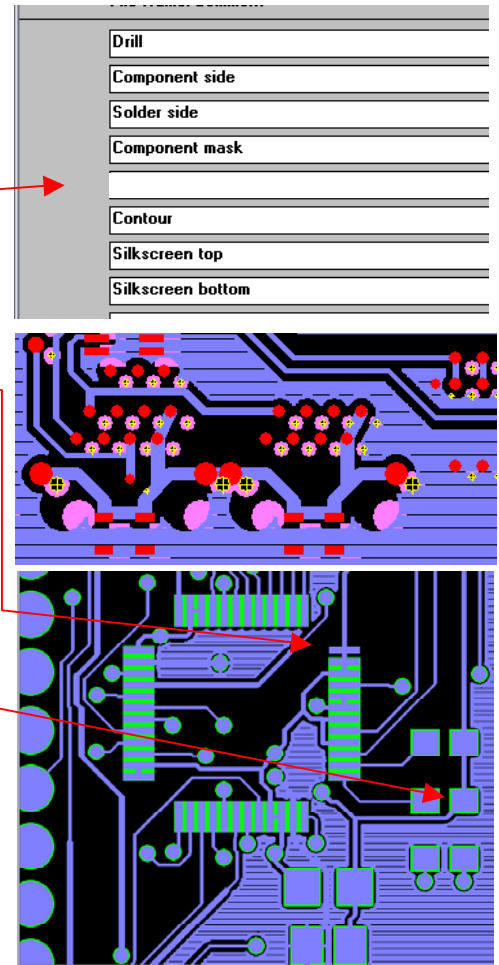 Drill
Component side
Solder side
Component mask
Contour
Silkscreen top
Silkscreen bottom